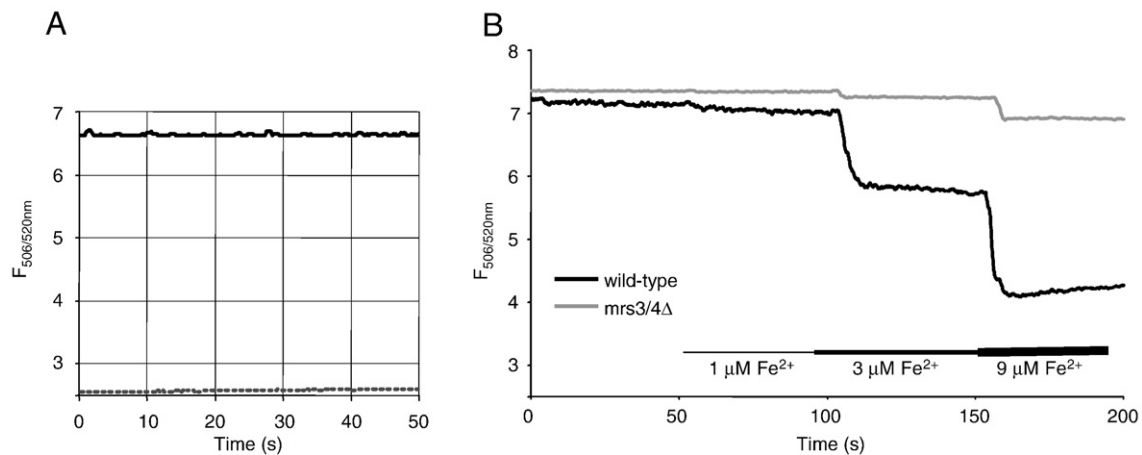 A
7
6
5
4
3
F506/520nm
0 10 20 30 40 50
Time (s)
B
8
7
6
5
4
3
F506/520nm
wild-type
mrs3/4Δ
1 μM Fe2+ 3 μM Fe2+ 9 μM Fe2+
0 50 100 150 200
Time (s)